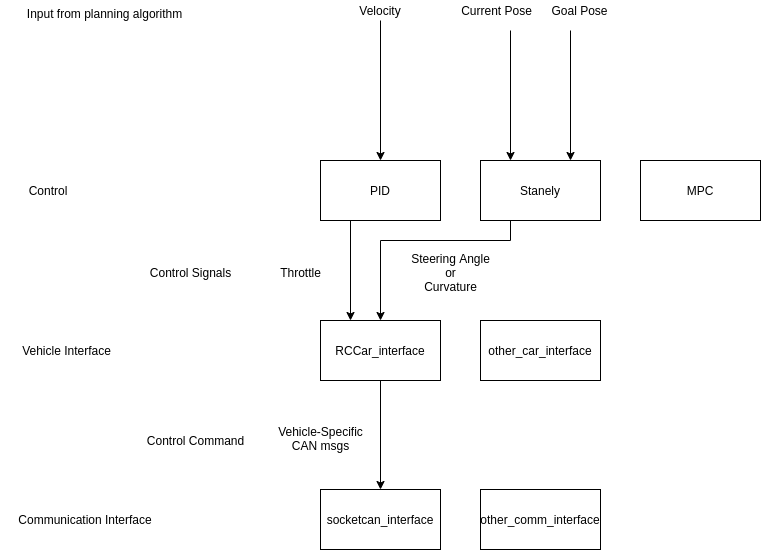 Input from planning algorithm
Velocity
Current Pose
Goal Pose
Control
PID
Stanely
MPC
Control Signals
Throttle
Steering Angle
or
Curvature
Vehicle Interface
RCCar_interface
other_car_interface
Control Command
Vehicle-Specific
CAN msgs
Communication Interface
socketcan_interface
other_comm_interface